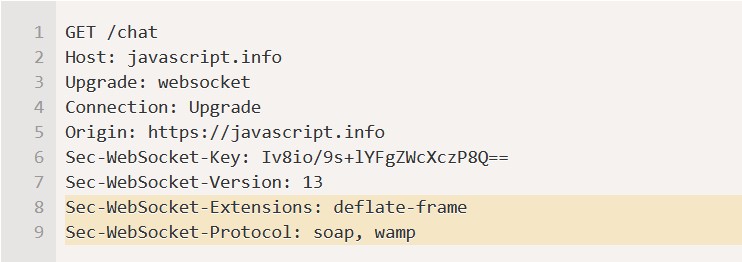 1 GET /chat
2 Host: javascript.info
3 Upgrade: websocket
4 Connection: Upgrade
5 Origin: https://javascript.info
6 Sec-WebSocket-Key: Iv8io/9s+lYFgZWcXczP8Q==
7 Sec-WebSocket-Version: 13
8 Sec-WebSocket-Extensions: deflate-frame
9 Sec-WebSocket-Protocol: soap, wamp